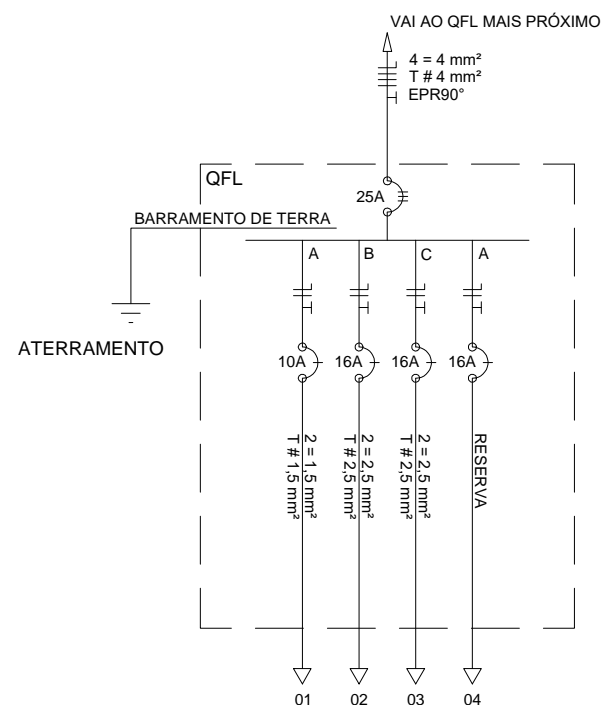 VAI AO QFL MAIS PRÓXIMO
4 = 4 mm²
T # 4 mm²
EPR90°
QFL
25A
BARRAMENTO DE TERRA
A
B
C
A
ATERRAMENTO
10A
16A
16A
16A
2 = 1,5 mm²
T # 1,5 mm²
2 = 2,5 mm²
T # 2,5 mm²
2 = 2,5 mm²
T # 2,5 mm²
RESERVA
01
02
03
04